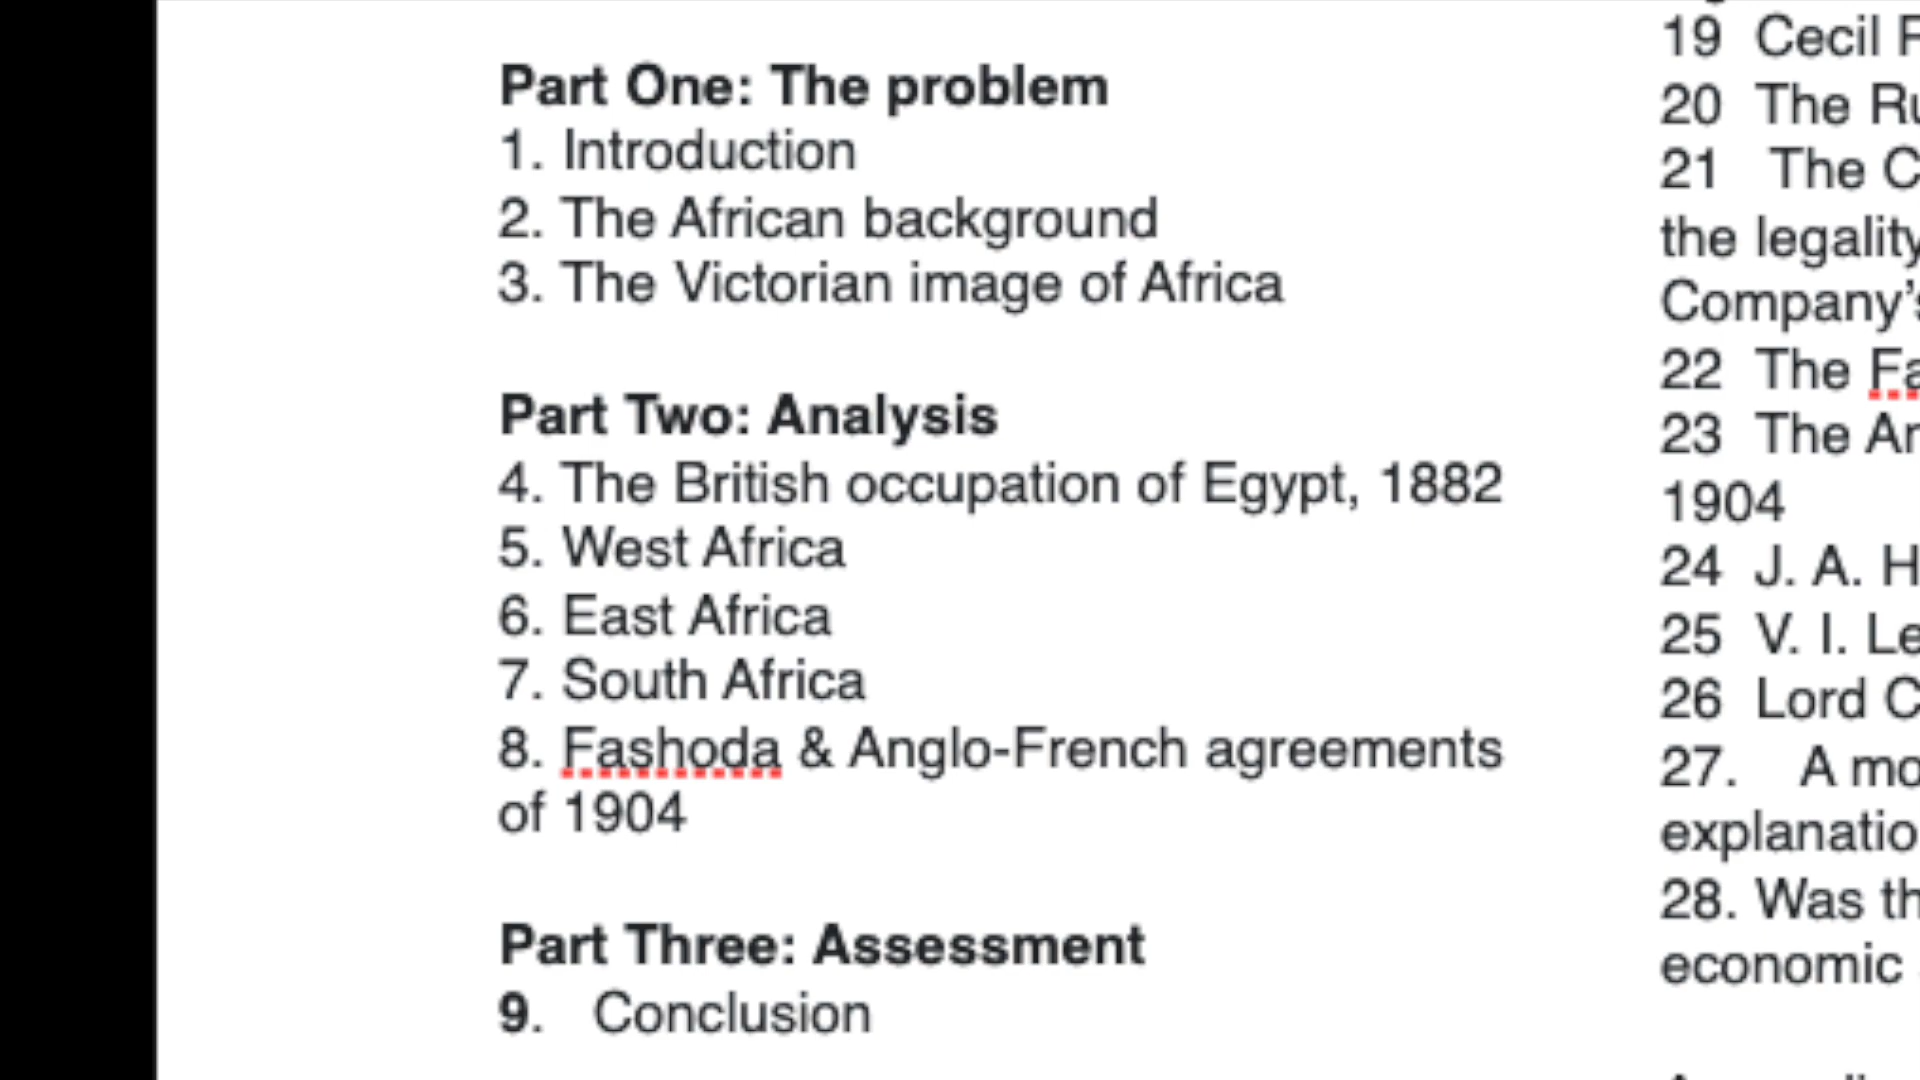 Part One: The problem
1. Introduction
2. The African background
3. The Victorian image of Africa
Part Two: Analysis
4. The British occupation of Egypt, 1882
5. West Africa
6. East Africa
7. South Africa
8. Fashoda & Anglo-French agreements
of 1904
Part Three: Assessment
9. Conclusion
19 Cecil
20 The
21 The
the legality
Company's
22 The
23 The
1904
24 J. A.
25 V. I.
26 Lord
27. A
28. Was
economic